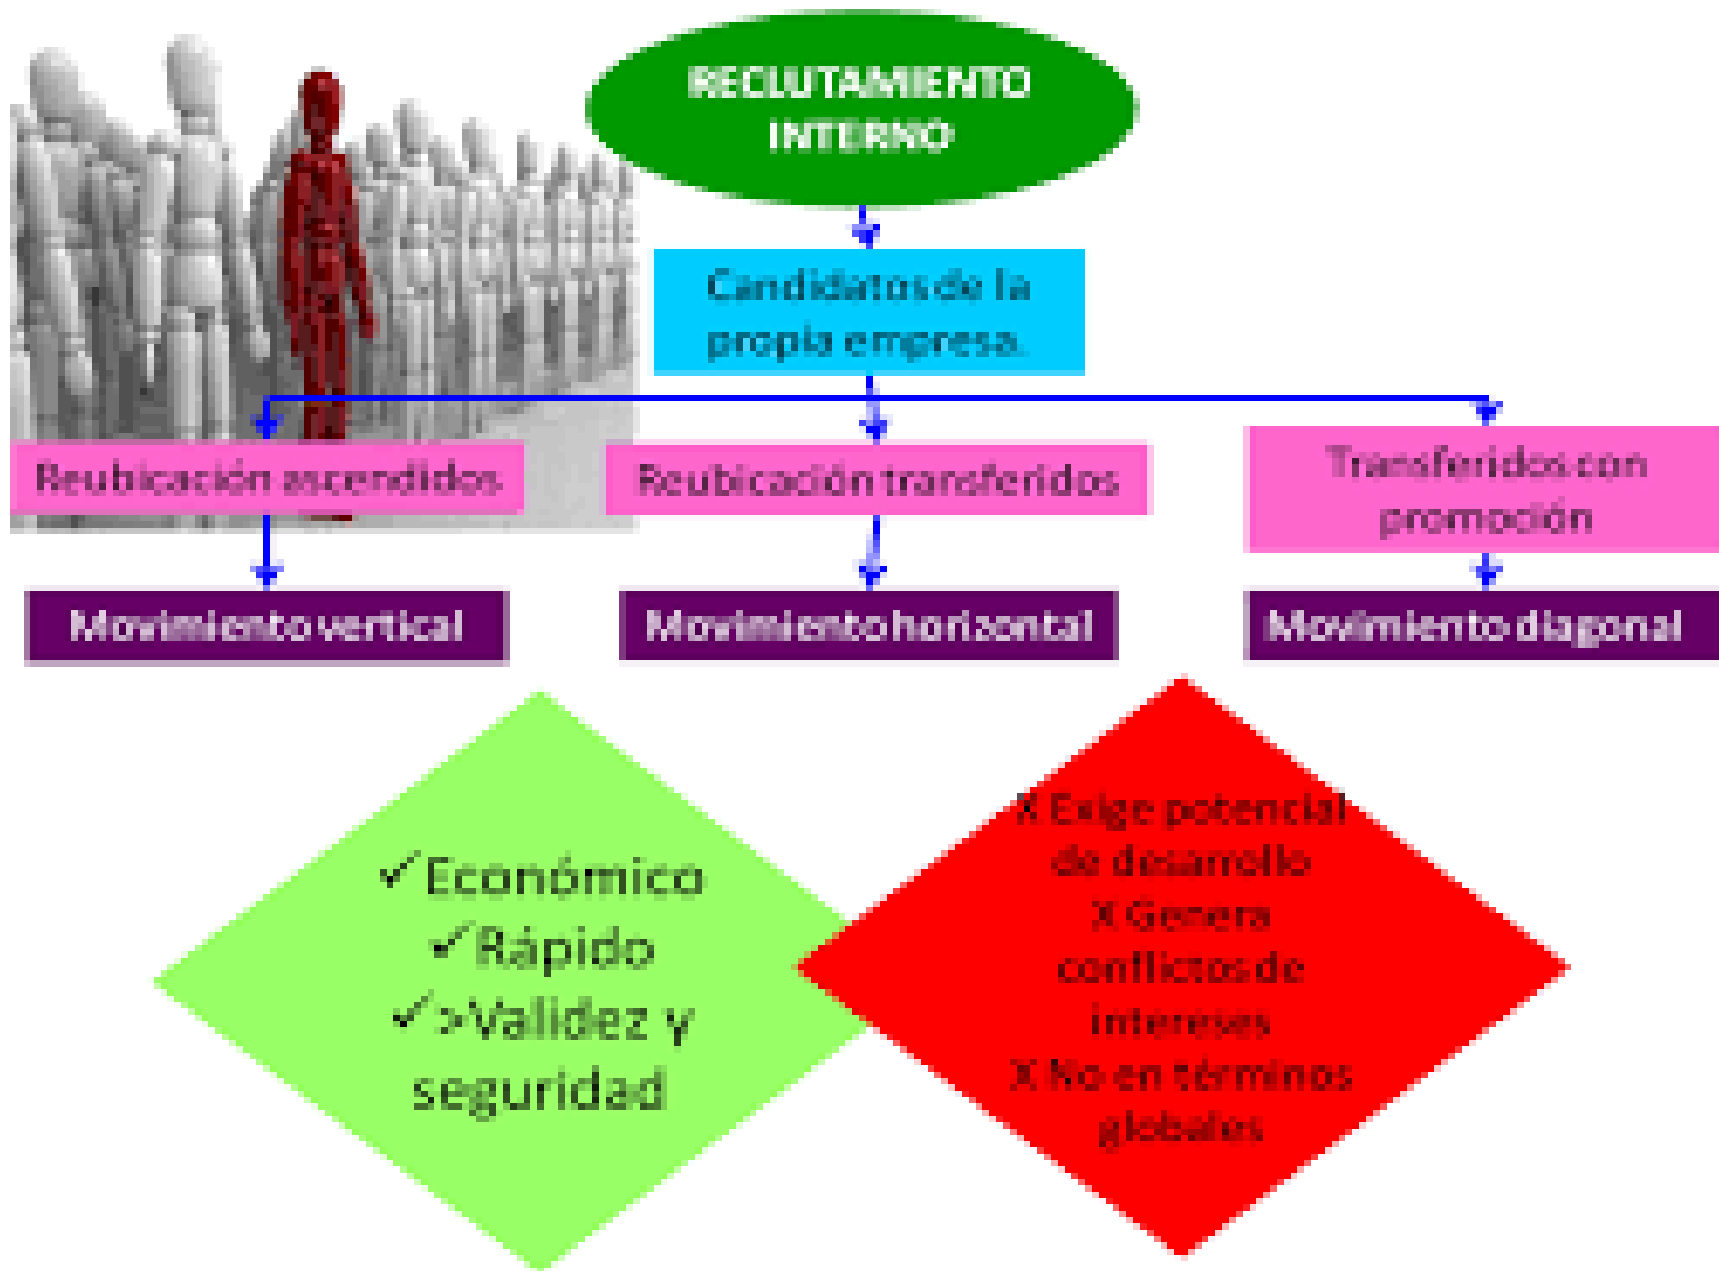 RECLUTAMIENTO
INTERNO
Candidatos de la
propia empresa.
Reubicación ascendidos
Reubicación transferidos
Transferidos con
promoción
Movimiento vertical
Movimiento horizontal
Movimiento diagonal
✓Económico
✓Rápido
✓>Validez y
seguridad
X Exige potencial
de desarrollo
X Genera
conflictos de
intereses
X No en términos
globales